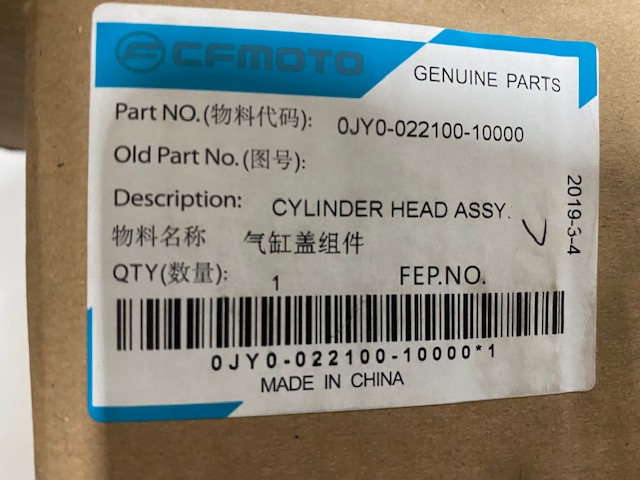 CFMOTO
GENUINE PARTS
Part NO.(物料代码): 0JY0-022100-10000
Old Part No.(图号):
Description: CYLINDER HEAD ASSY.
物料名称 气缸盖组件
QTY(数量): 1 FEP.NO.
2019-3-4
0JY0-022100-10000*1
MADE IN CHINA